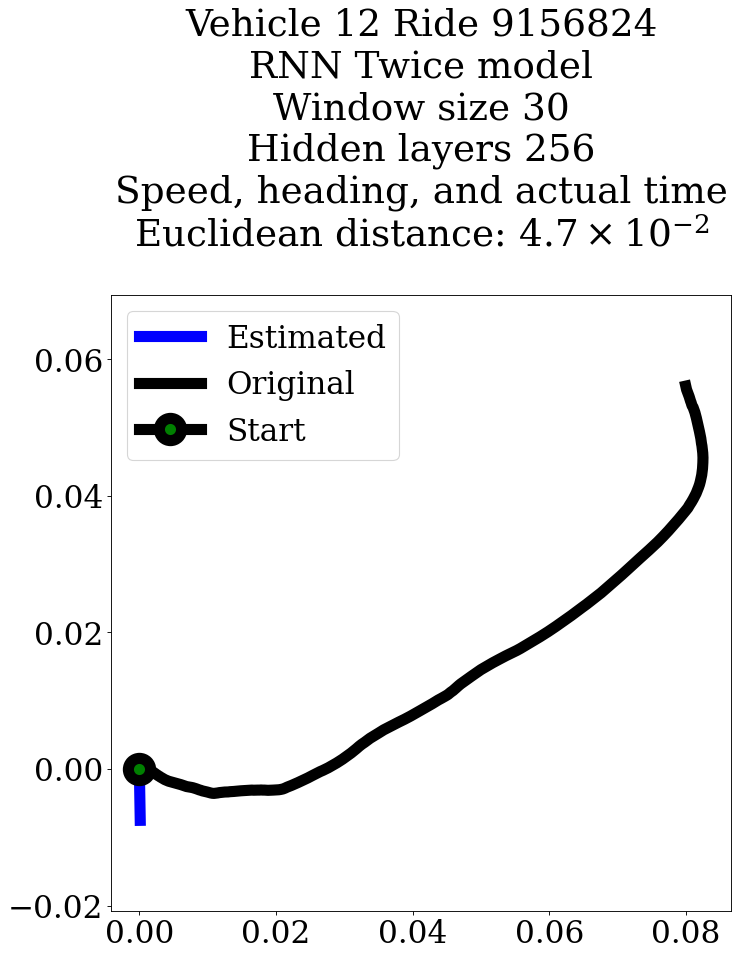 Vehicle 12 Ride 9156824
RNN Twice model
Window size 30
Hidden layers 256
Speed, heading, and actual time
Euclidean distance: 4.7 × 10⁻²
Estimated
Original
Start
0.06
0.04
0.02
0.00
−0.02
0.00 0.02 0.04 0.06 0.08